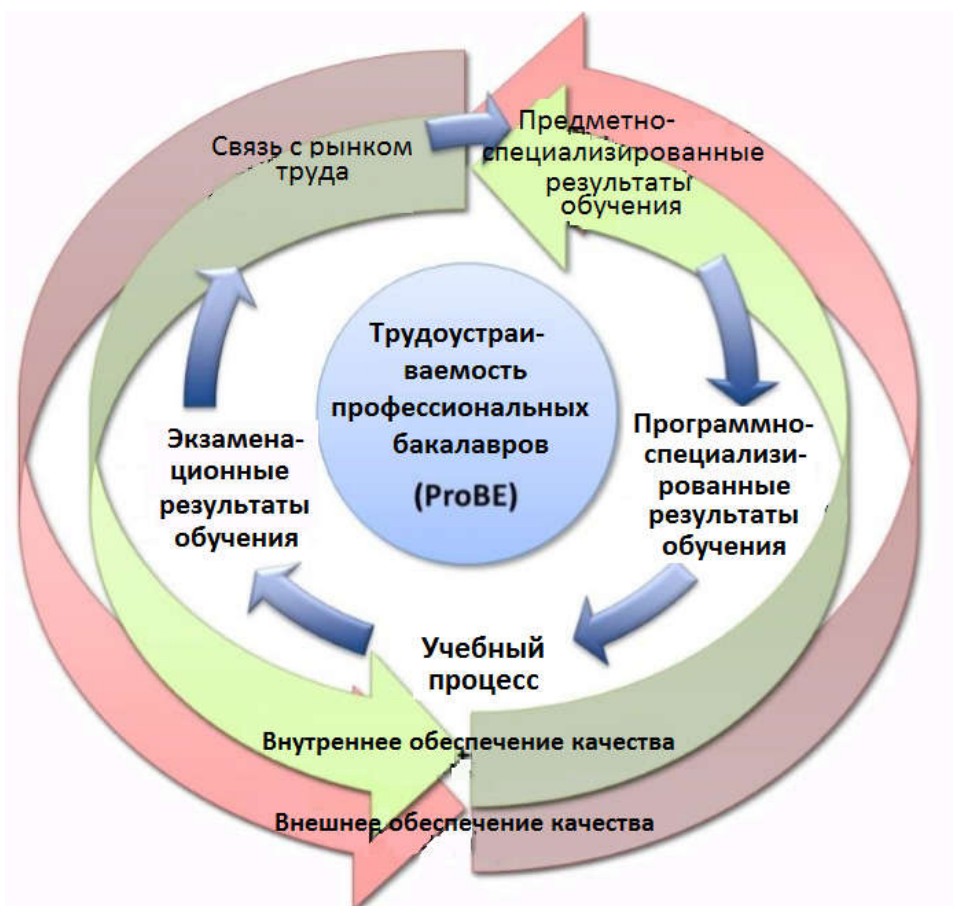 Связь с рынком
труда
Предметно-
специализированные
результаты
обучения
Трудоустраи-
ваемость
профессиональных
бакалавров
(ProBE)
Программно-
специализи-
рованные
результаты
обучения
Экзамена-
ционные
результаты
обучения
Учебный
процесс
Внутреннее обеспечение качества
Внешнее обеспечение качества